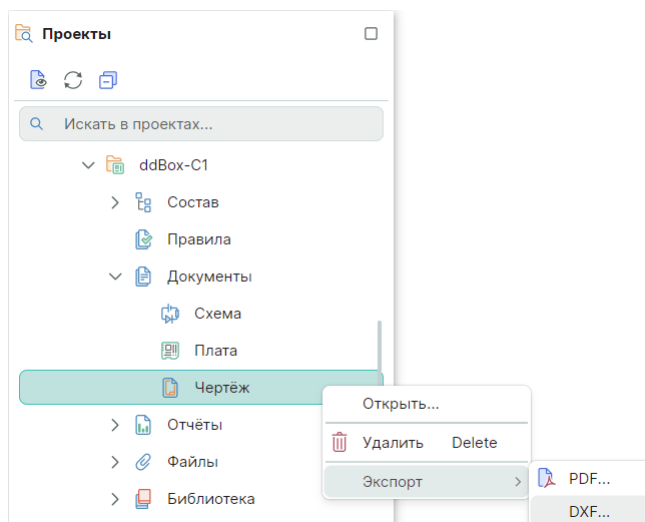 Проекты
Искать в проектах...
ddBox-C1
Состав
Правила
Документы
Схема
Плата
Чертёж
Открыть...
Отчёты
Удалить Delete
Файлы
Экспорт
PDF...
Библиотека
DXF...